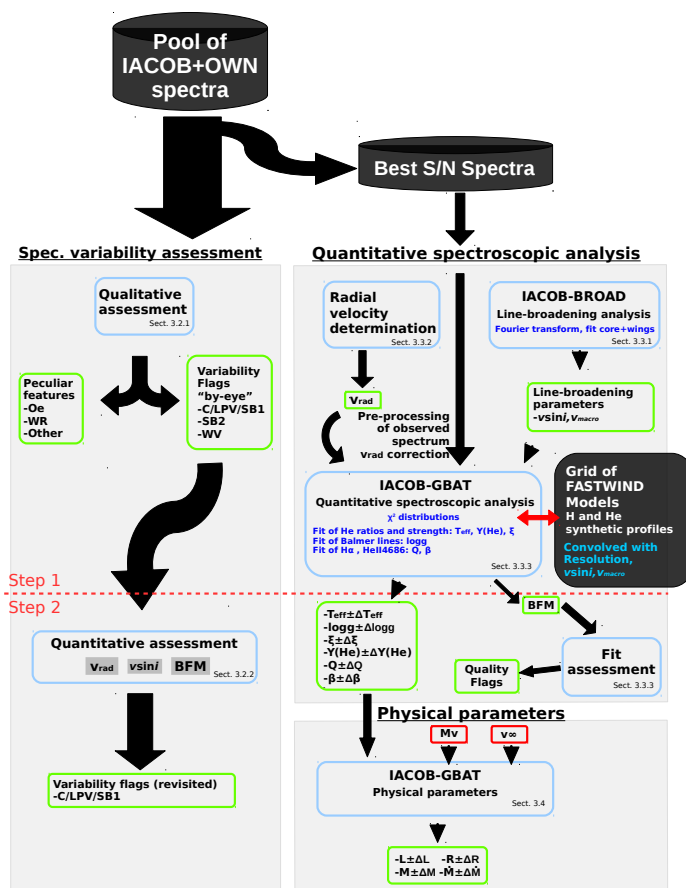 Pool of
IACOB+OWN
spectra
Best S/N Spectra
Spec. variability assessment
Qualitative
assessment
Sect. 3.2.1
Peculiar
features
-Oe
-WR
-Other
Variability
Flags
“by-eye”
-C/LPV/SB1
-SB2
-WV
Step 1
Step 2
Quantitative assessment
vrad vsini BFM
Sect. 3.2.2
Variability flags (revisited)
-C/LPV/SB1
Quantitative spectroscopic analysis
Radial
velocity
determination
Sect. 3.3.2
IACOB-BROAD
Line-broadening analysis
Fourier transform, fit core+wings
Sect. 3.3.1
vrad
Pre-processing
of observed
spectrum
vrad correction
Line-broadening
parameters
-vsini,vmacro
IACOB-GBAT
Quantitative spectroscopic analysis
χ² distributions
Fit of He ratios and strength: Teff, Y(He), ξ
Fit of Balmer lines: logg
Fit of Hα , HeII4686: Q, β
Sect. 3.3.3
Grid of
FASTWIND
Models
H and He
synthetic profiles
Convolved with
Resolution,
vsini,vmacro
-Teff±ΔTeff
-logg±Δlogg
-ξ±Δξ
-Y(He)±ΔY(He)
-Q±ΔQ
-β±Δβ
BFM
Fit
assessment
Sect. 3.3.3
Quality
Flags
Physical parameters
Mv
v∞
IACOB-GBAT
Physical parameters
Sect. 3.4
-L±ΔL -R±ΔR
-M±ΔM -Ṁ±ΔṀ